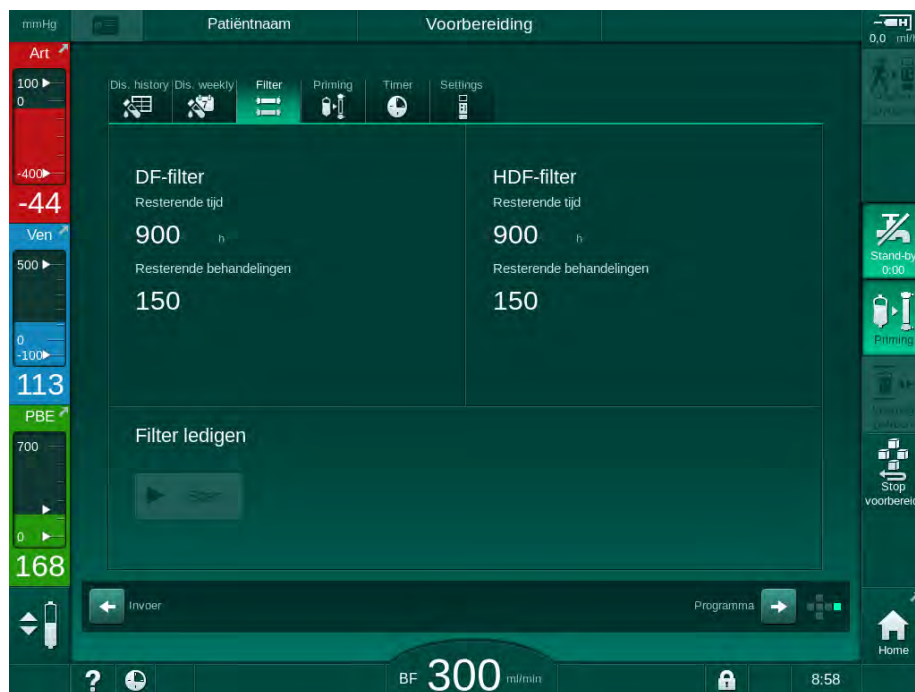 mmHg
Patiëntnaam
Voorbereiding
0,0 ml/h
Art
100
0
-400
-44
Ven
500
0
-100
113
PBE
700
0
168
Dis. history
Dis. weekly
Filter
Priming
Timer
Settings
7
DF-filter
Resterende tijd
900 h
Resterende behandelingen
150
HDF-filter
Resterende tijd
900 h
Resterende behandelingen
150
Filter ledigen
Start
Invoer
Programma
Stand-by
0:00
Priming
Stop
voorbereid
Home
?
BF 300 ml/min
8:58